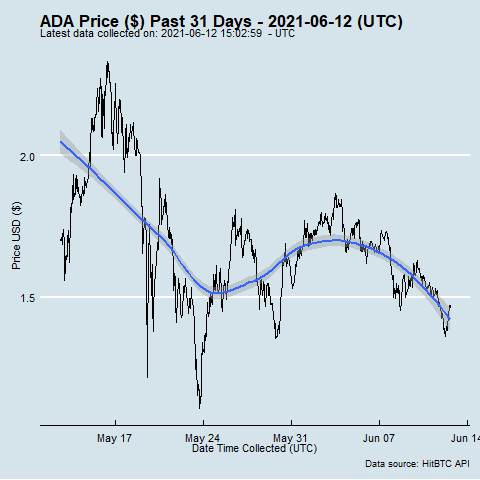 ADA Price ($) Past 31 Days - 2021-06-12 (UTC)
Latest data collected on: 2021-06-12 15:02:59 - UTC
Price USD ($)
2.0
1.5
May 17 May 24 May 31 Jun 07 Jun 14
Date Time Collected (UTC)
Data source: HitBTC API